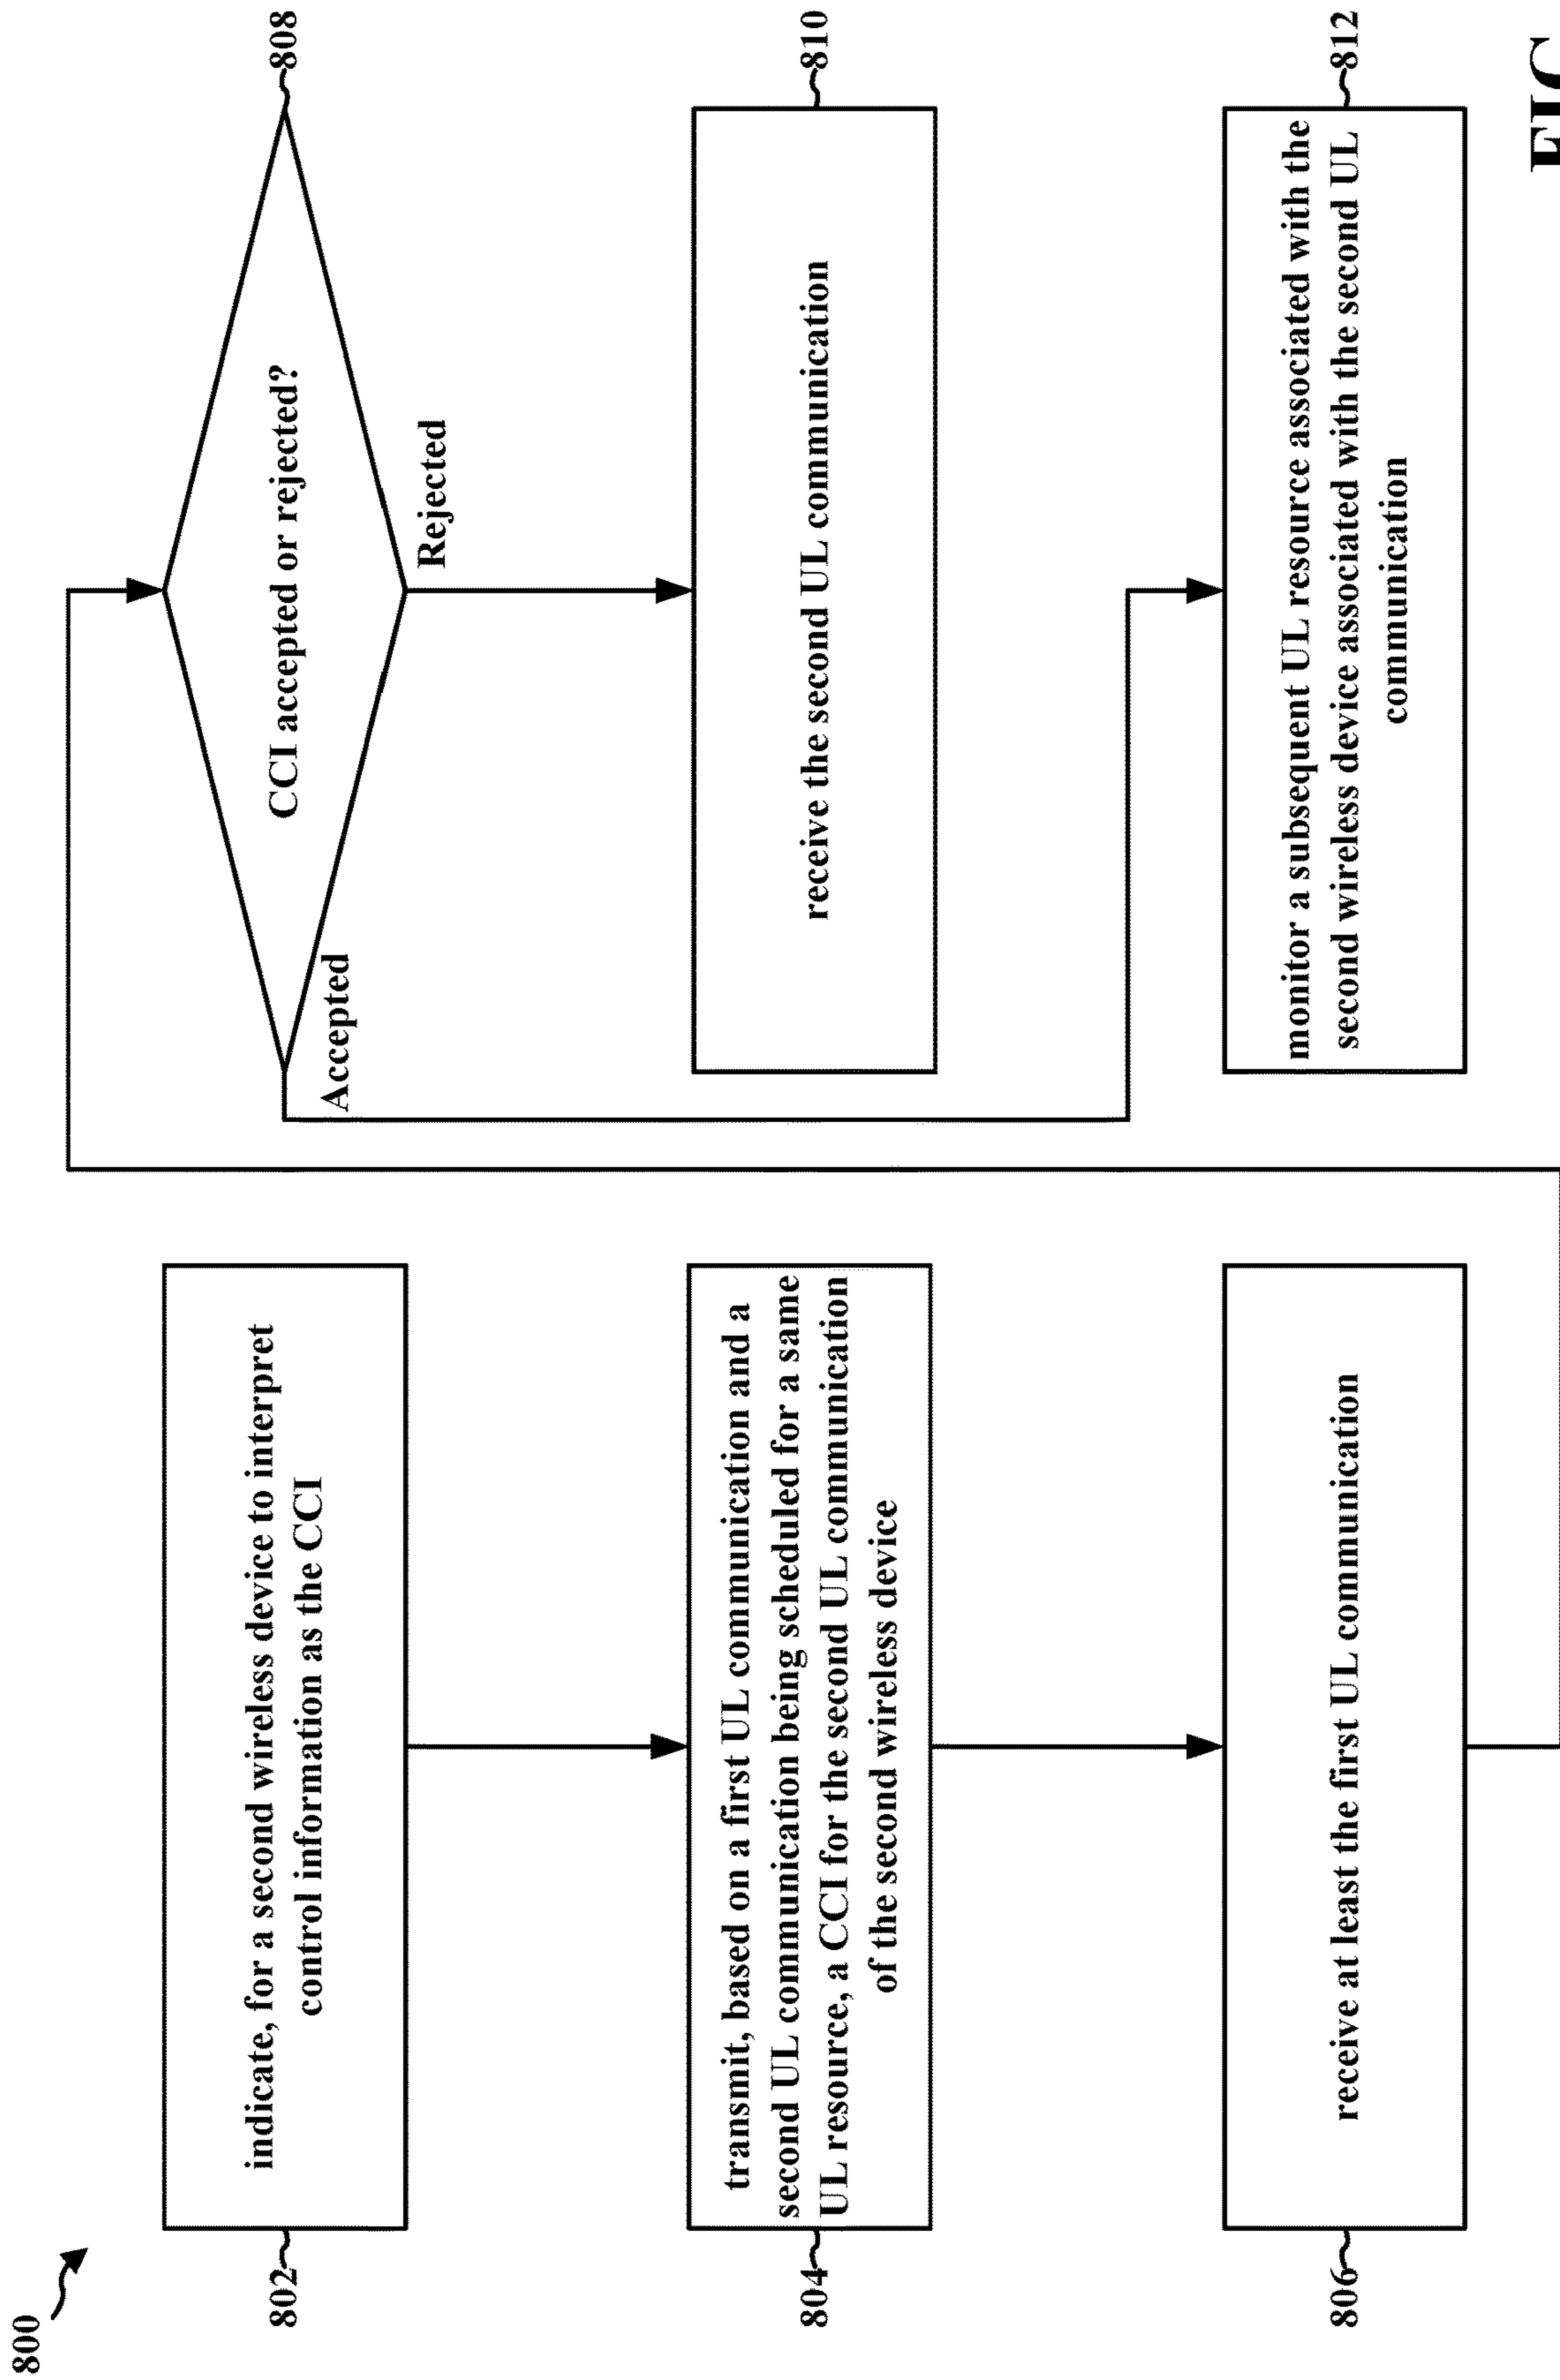 800
802
indicate, for a second wireless device to interpret
control information as the CCI
804
transmit, based on a first UL communication and a
second UL communication being scheduled for a same
UL resource, a CCI for the second UL communication
of the second wireless device
806
receive at least the first UL communication
808
CCI accepted or rejected?
Accepted
Rejected
810
receive the second UL communication
812
monitor a subsequent UL resource associated with the
second wireless device associated with the second UL
communication